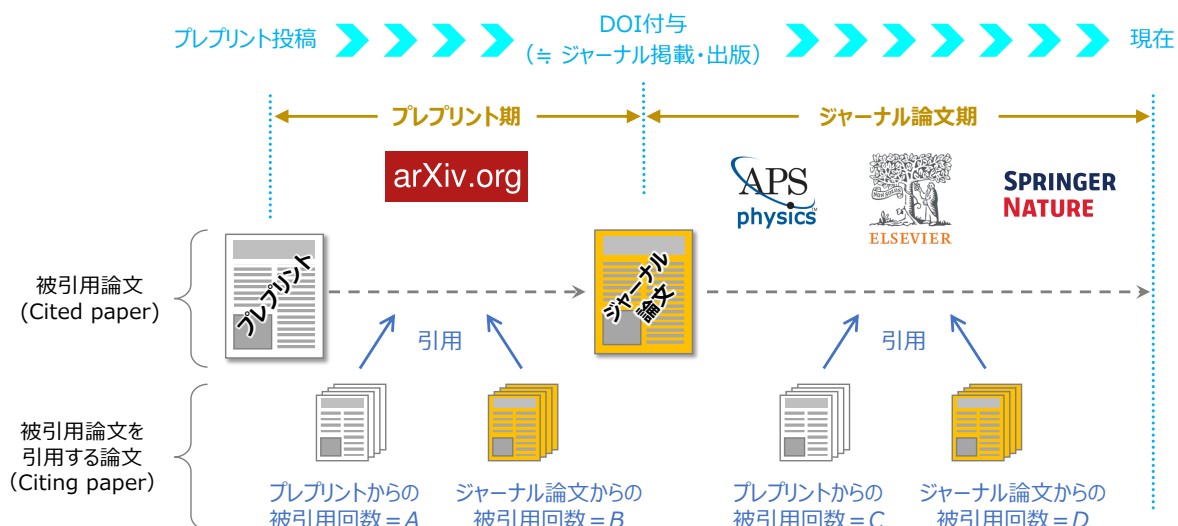 プレプリント投稿
DOI付与
（≒ ジャーナル掲載・出版）
現在
プレプリント期
ジャーナル論文期
arXiv.org
APS
physics™
ELSEVIER
SPRINGER
NATURE
被引用論文
(Cited paper)
プレプリント
ジャーナル
論文
引用
引用
被引用論文を
引用する論文
(Citing paper)
プレプリントからの
被引用回数＝A
ジャーナル論文からの
被引用回数＝B
プレプリントからの
被引用回数＝C
ジャーナル論文からの
被引用回数＝D